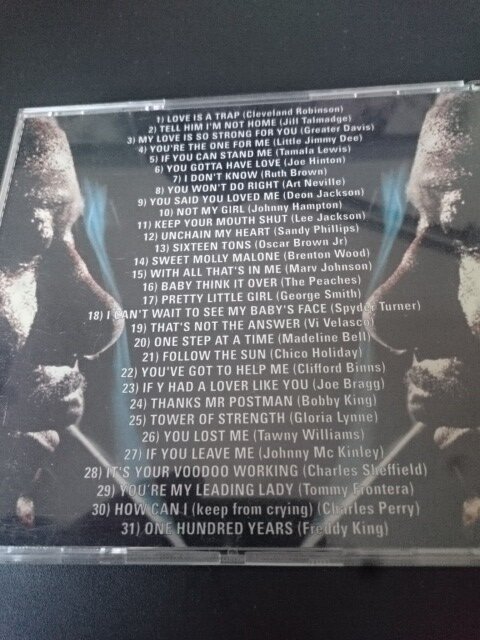 1) LOVE IS A TRAP (Cleveland Robinson)
2) TELL HIM I'M NOT HOME (Jill Talmadge)
3) MY LOVE IS SO STRONG FOR YOU (Greater Davis)
4) YOU'RE THE ONE FOR ME (Little Jimmy Dee)
5) IF YOU CAN STAND ME (Tamala Lewis)
6) YOU GOTTA HAVE LOVE (Joe Hinton)
7) I DON'T KNOW (Ruth Brown)
8) YOU WON'T DO RIGHT (Art Neville)
9) YOU SAID YOU LOVED ME (Deon Jackson)
10) NOT MY GIRL (Johnny Hampton)
11) KEEP YOUR MOUTH SHUT (Lee Jackson)
12) UNCHAIN MY HEART (Sandy Phillips)
13) SIXTEEN TONS (Oscar Brown Jr)
14) SWEET MOLLY MALONE (Brenton Wood)
15) WITH ALL THAT'S IN ME (Marv Johnson)
16) BABY THINK IT OVER (The Peaches)
17) PRETTY LITTLE GIRL (George Smith)
18) I CAN'T WAIT TO SEE MY BABY'S FACE (Spyder Turner)
19) THAT'S NOT THE ANSWER (Vi Velasco)
20) ONE STEP AT A TIME (Madeline Bell)
21) FOLLOW THE SUN (Chico Holiday)
22) YOU'VE GOT TO HELP ME (Clifford Binns)
23) IF Y HAD A LOVER LIKE YOU (Joe Bragg)
24) THANKS MR POSTMAN (Bobby King)
25) TOWER OF STRENGTH (Gloria Lynne)
26) YOU LOST ME (Tawny Williams)
27) IF YOU LEAVE ME (Johnny Mc Kinley)
28) IT'S YOUR VOODOO WORKING (Charles Sheffield)
29) YOU'RE MY LEADING LADY (Tommy Frontera)
30) HOW CAN I (keep from crying) (Charles Perry)
31) ONE HUNDRED YEARS (Freddy King)